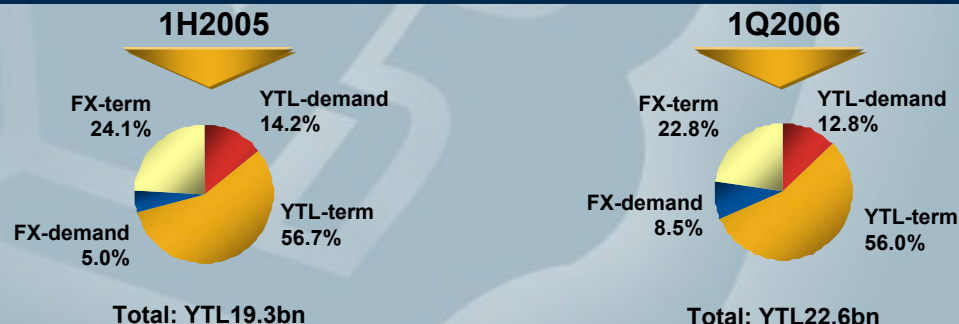 1H2005
FX-term
24.1%
YTL-demand
14.2%
YTL-term
56.7%
FX-demand
5.0%
Total: YTL19.3bn
1Q2006
FX-term
22.8%
YTL-demand
12.8%
FX-demand
8.5%
YTL-term
56.0%
Total: YTL22.6bn